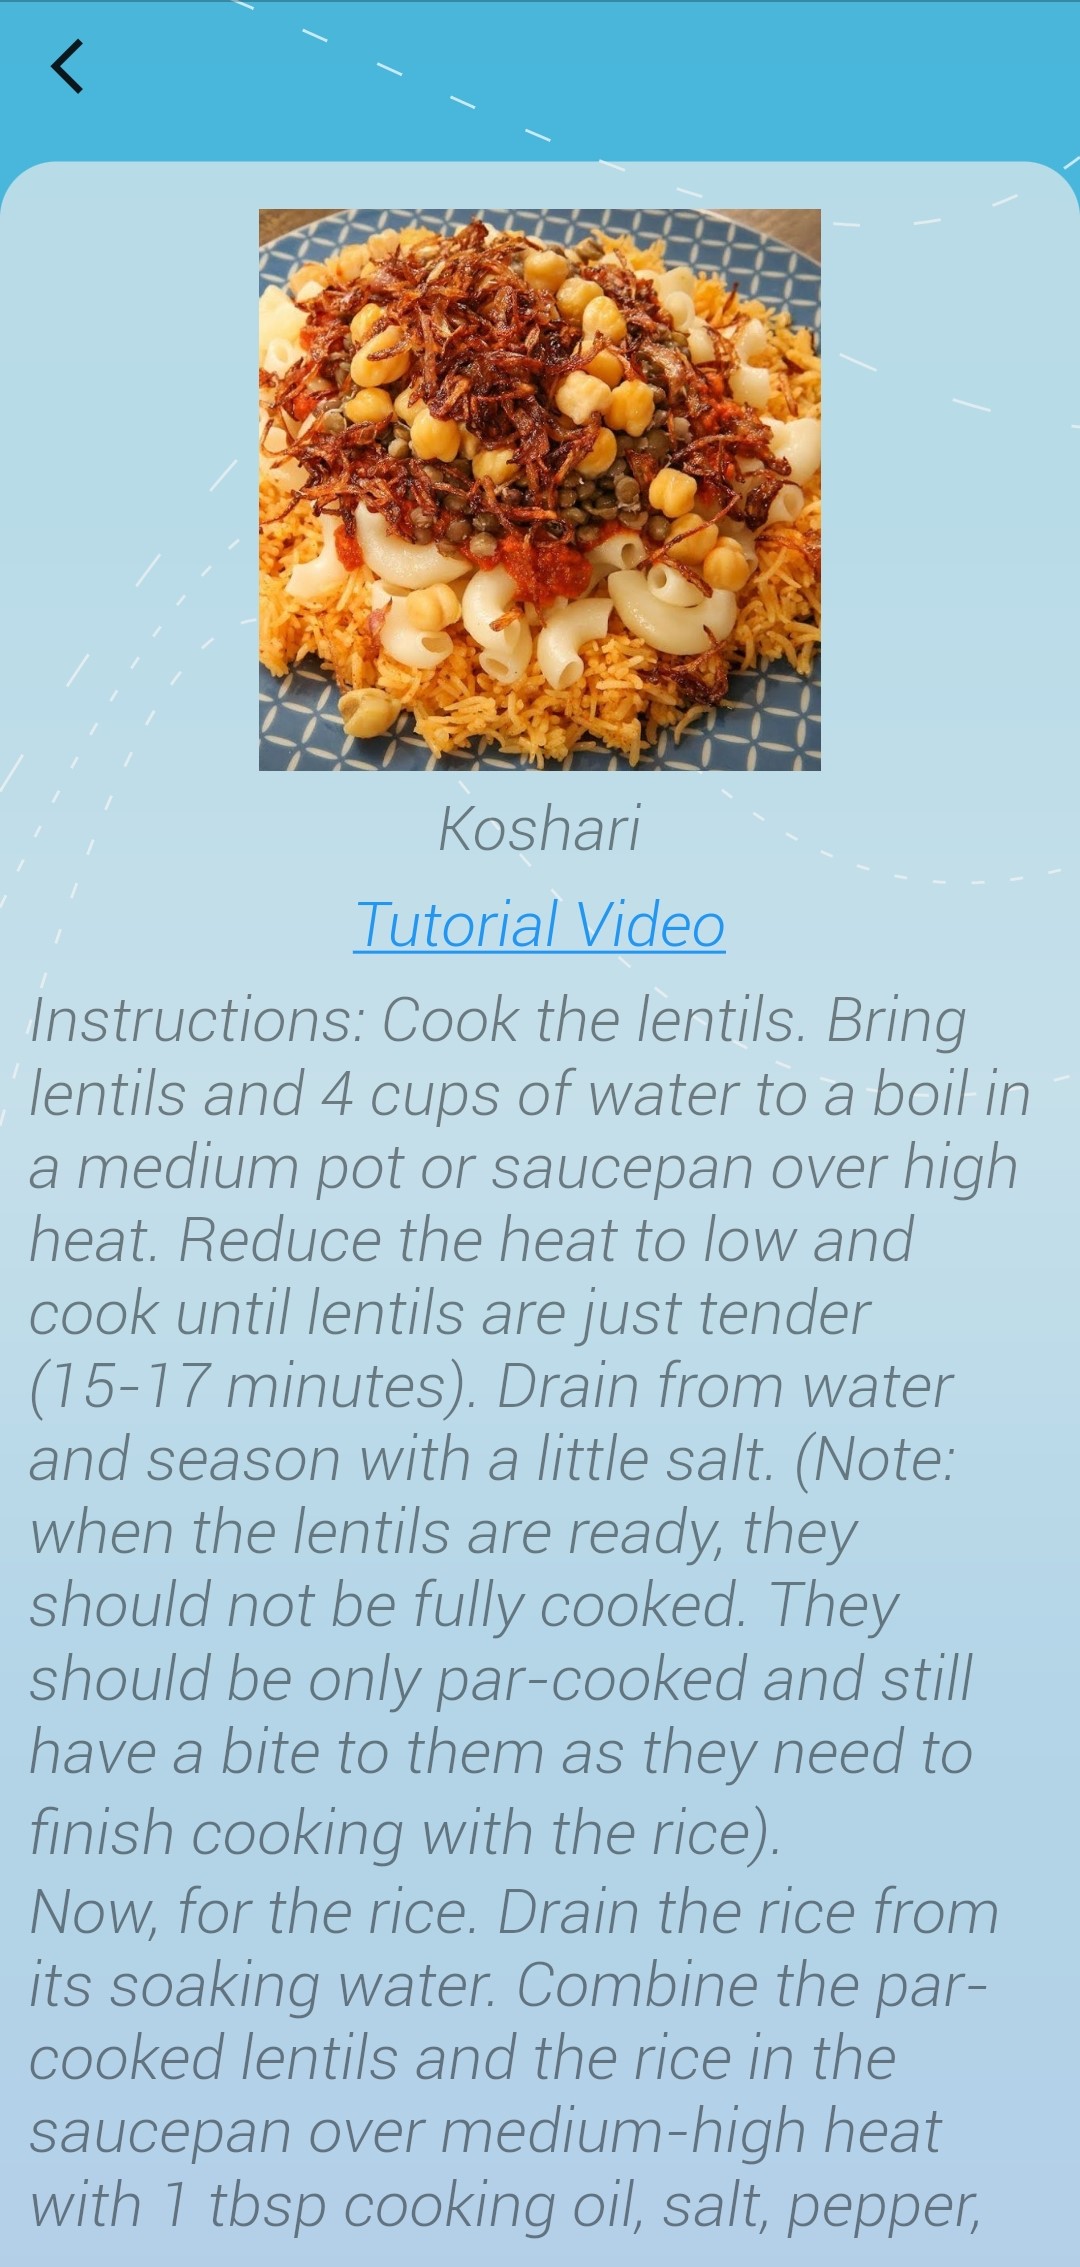 Koshari
Tutorial Video
Instructions: Cook the lentils. Bring
lentils and 4 cups of water to a boil in
a medium pot or saucepan over high
heat. Reduce the heat to low and
cook until lentils are just tender
(15-17 minutes). Drain from water
and season with a little salt. (Note:
when the lentils are ready, they
should not be fully cooked. They
should be only par-cooked and still
have a bite to them as they need to
finish cooking with the rice).
Now, for the rice. Drain the rice from
its soaking water. Combine the par-
cooked lentils and the rice in the
saucepan over medium-high heat
with 1 tbsp cooking oil, salt, pepper,